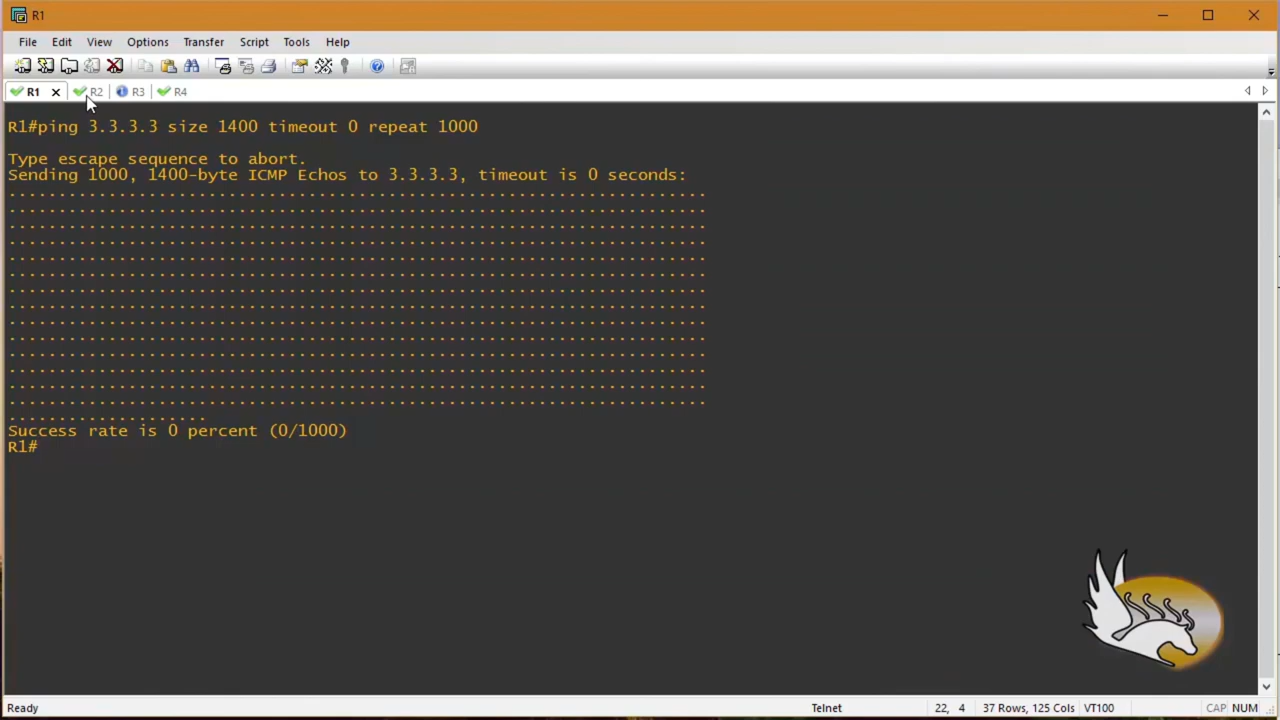 R1
File Edit View Options Transfer Script Tools Help
R1 R2 R3 R4
R1#ping 3.3.3.3 size 1400 timeout 0 repeat 1000
Type escape sequence to abort.
Sending 1000, 1400-byte ICMP Echos to 3.3.3.3, timeout is 0 seconds:
......................................................................
......................................................................
......................................................................
......................................................................
......................................................................
......................................................................
......................................................................
......................................................................
......................................................................
......................................................................
......................................................................
......................................................................
......................................................................
......................................................................
....................
Success rate is 0 percent (0/1000)
R1#
Ready Telnet 22, 4 37 Rows, 125 Cols VT100 CAP NUM